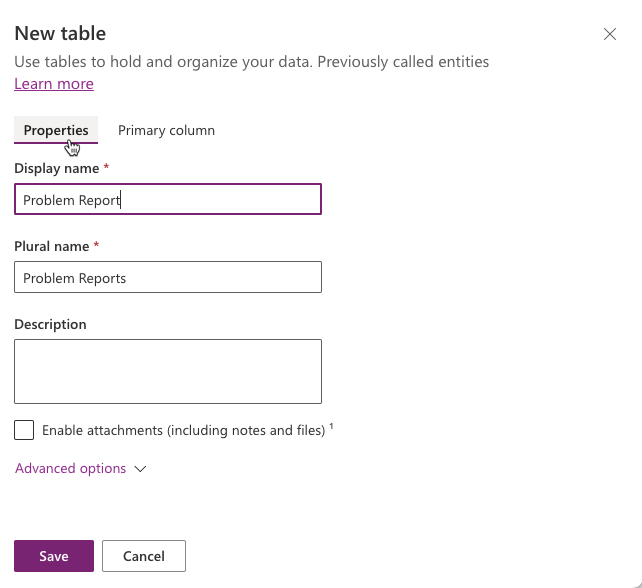 New table
Use tables to hold and organize your data. Previously called entities
Learn more
Properties Primary column
Display name *
Problem Report
Plural name *
Problem Reports
Description
Enable attachments (including notes and files) 1
Advanced options
Save Cancel